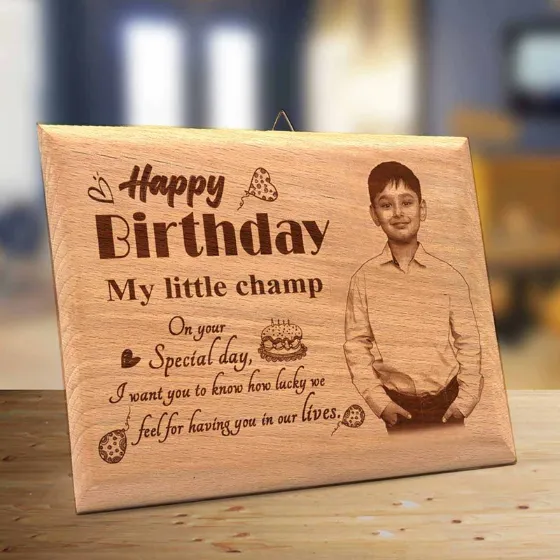 Happy
Birthday
My little champ
On your
Special day,
I want you to know how lucky we
feel for having you in our lives.